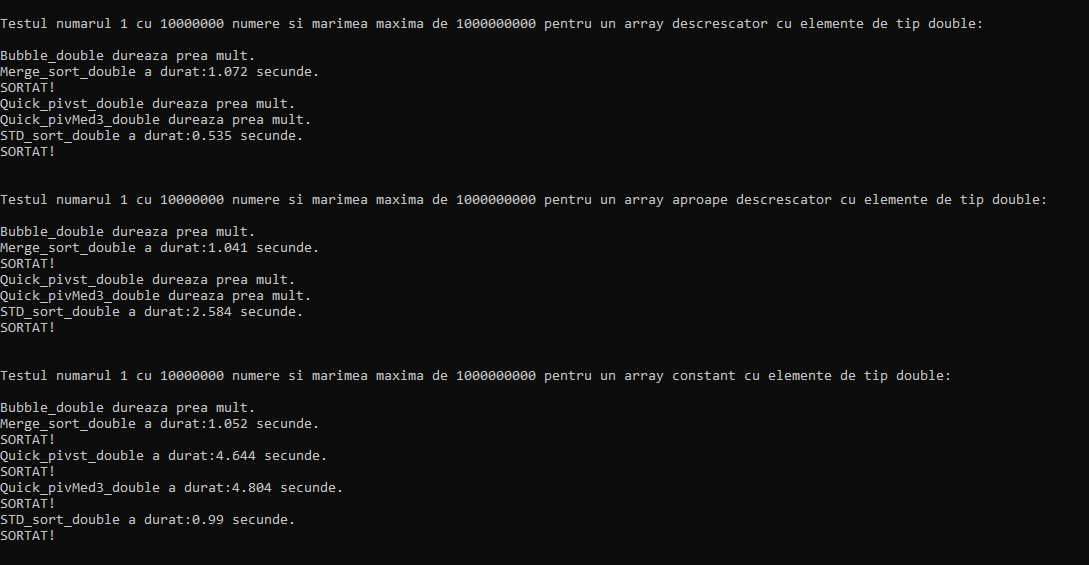 Testul numarul 1 cu 10000000 numere si marimea maxima de 1000000000 pentru un array descrescator cu elemente de tip double:
Bubble_double dureaza prea mult.
Merge_sort_double a durat:1.072 secunde.
SORTAT!
Quick_pivst_double dureaza prea mult.
Quick_pivMed3_double dureaza prea mult.
STD_sort_double a durat:0.535 secunde.
SORTAT!
Testul numarul 1 cu 10000000 numere si marimea maxima de 1000000000 pentru un array aproape descrescator cu elemente de tip double:
Bubble_double dureaza prea mult.
Merge_sort_double a durat:1.041 secunde.
SORTAT!
Quick_pivst_double dureaza prea mult.
Quick_pivMed3_double dureaza prea mult.
STD_sort_double a durat:2.584 secunde.
SORTAT!
Testul numarul 1 cu 10000000 numere si marimea maxima de 1000000000 pentru un array constant cu elemente de tip double:
Bubble_double dureaza prea mult.
Merge_sort_double a durat:1.052 secunde.
SORTAT!
Quick_pivst_double a durat:4.644 secunde.
SORTAT!
Quick_pivMed3_double a durat:4.804 secunde.
SORTAT!
STD_sort_double a durat:0.99 secunde.
SORTAT!